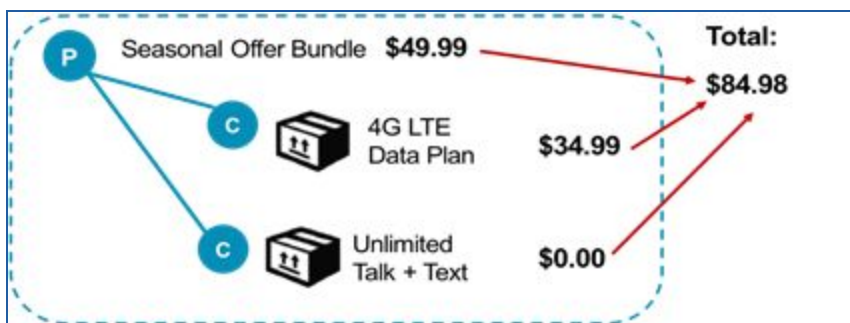 P
Seasonal Offer Bundle $49.99
Total:
$84.98
C
4G LTE
Data Plan
$34.99
C
Unlimited
Talk + Text
$0.00